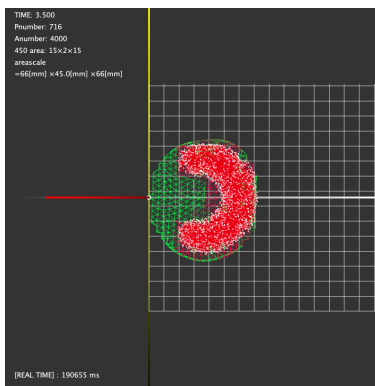 TIME: 3.500
Pnumber: 716
Anumber: 4000
450 area: 15×2×15
areascale
=66[mm] ×45.0[mm] ×66[mm]
[REAL TIME] : 190655 ms